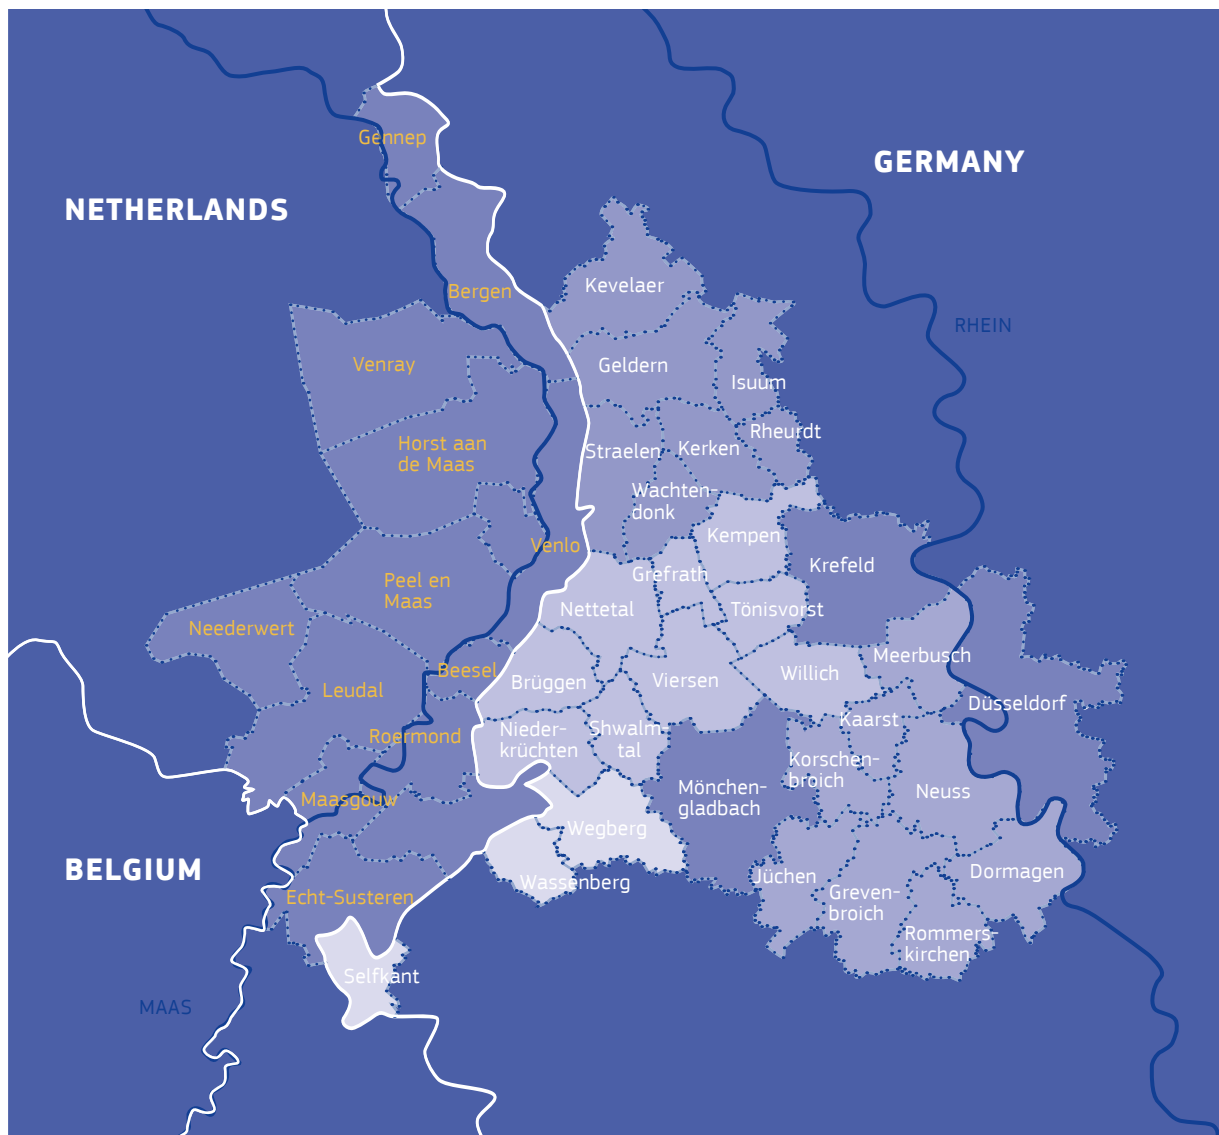 Gennep
GERMANY
NETHERLANDS
Kevelaer
Bergen
RHEIN
Venray
Geldern
Isuum
Rheurdt
Horst aan
de Maas
Straelen
Kerken
Wachten-
donk
Kempen
Venlo
Krefeld
Grefrath
Peel en
Maas
Nettetal
Tönisvorst
Neederwert
Meerbusch
Beesel
Willich
Brüggen
Viersen
Leudal
Düsseldorf
Kaarst
Roermond
Nieder-
krüchten
Shwalm-
tal
Korschen-
broich
Mönchen-
gladbach
Neuss
Maasgouw
Wegberg
BELGIUM
Dormagen
Jüchen
Wassenberg
Echt-Susteren
Greven-
broich
Rommers-
kirchen
Selfkant
MAAS